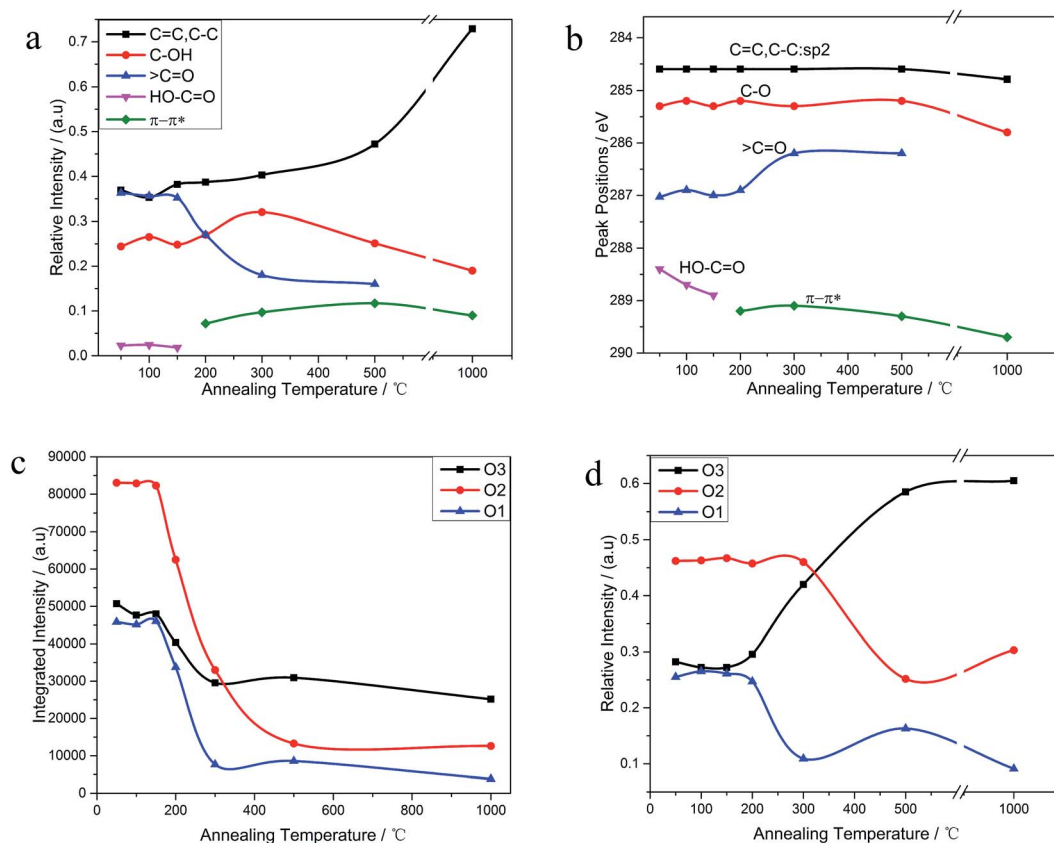 a
C=C,C-C
C-OH
>C=O
HO-C=O
π−π*
0.7
0.6
0.5
0.4
0.3
0.2
0.1
0.0
Relative Intensity / (a.u)
100 200 300 400 500 1000
Annealing Temperature / ℃
b
284
285
286
287
288
289
290
Peak Positions / eV
C=C,C-C:sp2
C-O
>C=O
HO-C=O
π−π*
100 200 300 400 500 1000
Annealing Temperature / ℃
c
O3
O2
O1
90000
80000
70000
60000
50000
40000
30000
20000
10000
0
Integrated Intensity / (a.u)
0 200 400 600 800 1000
Annealing Temperature / ℃
d
O3
O2
O1
0.6
0.5
0.4
0.3
0.2
0.1
Relative Intensity / (a.u)
0 100 200 300 400 500 1000
Annealing Temperature / ℃